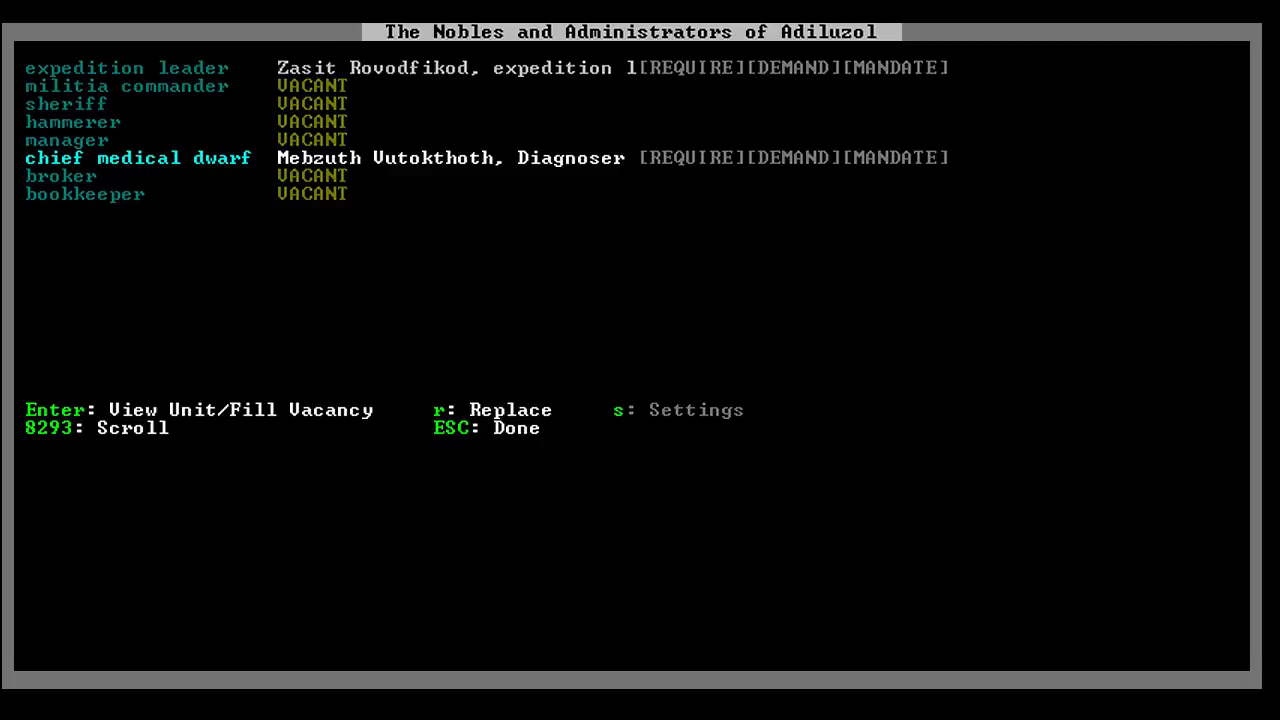 The Nobles and Administrators of Adiluzol
expedition leader Zasit Rovodfikod, expedition l[REQUIRE][DEMAND][MANDATE]
militia commander VACANT
sheriff VACANT
hammerer VACANT
manager VACANT
chief medical dwarf Mebzuth Vutokthoth, Diagnoser [REQUIRE][DEMAND][MANDATE]
broker VACANT
bookkeeper VACANT
Enter: View Unit/Fill Vacancy r: Replace s: Settings
8293: Scroll ESC: Done